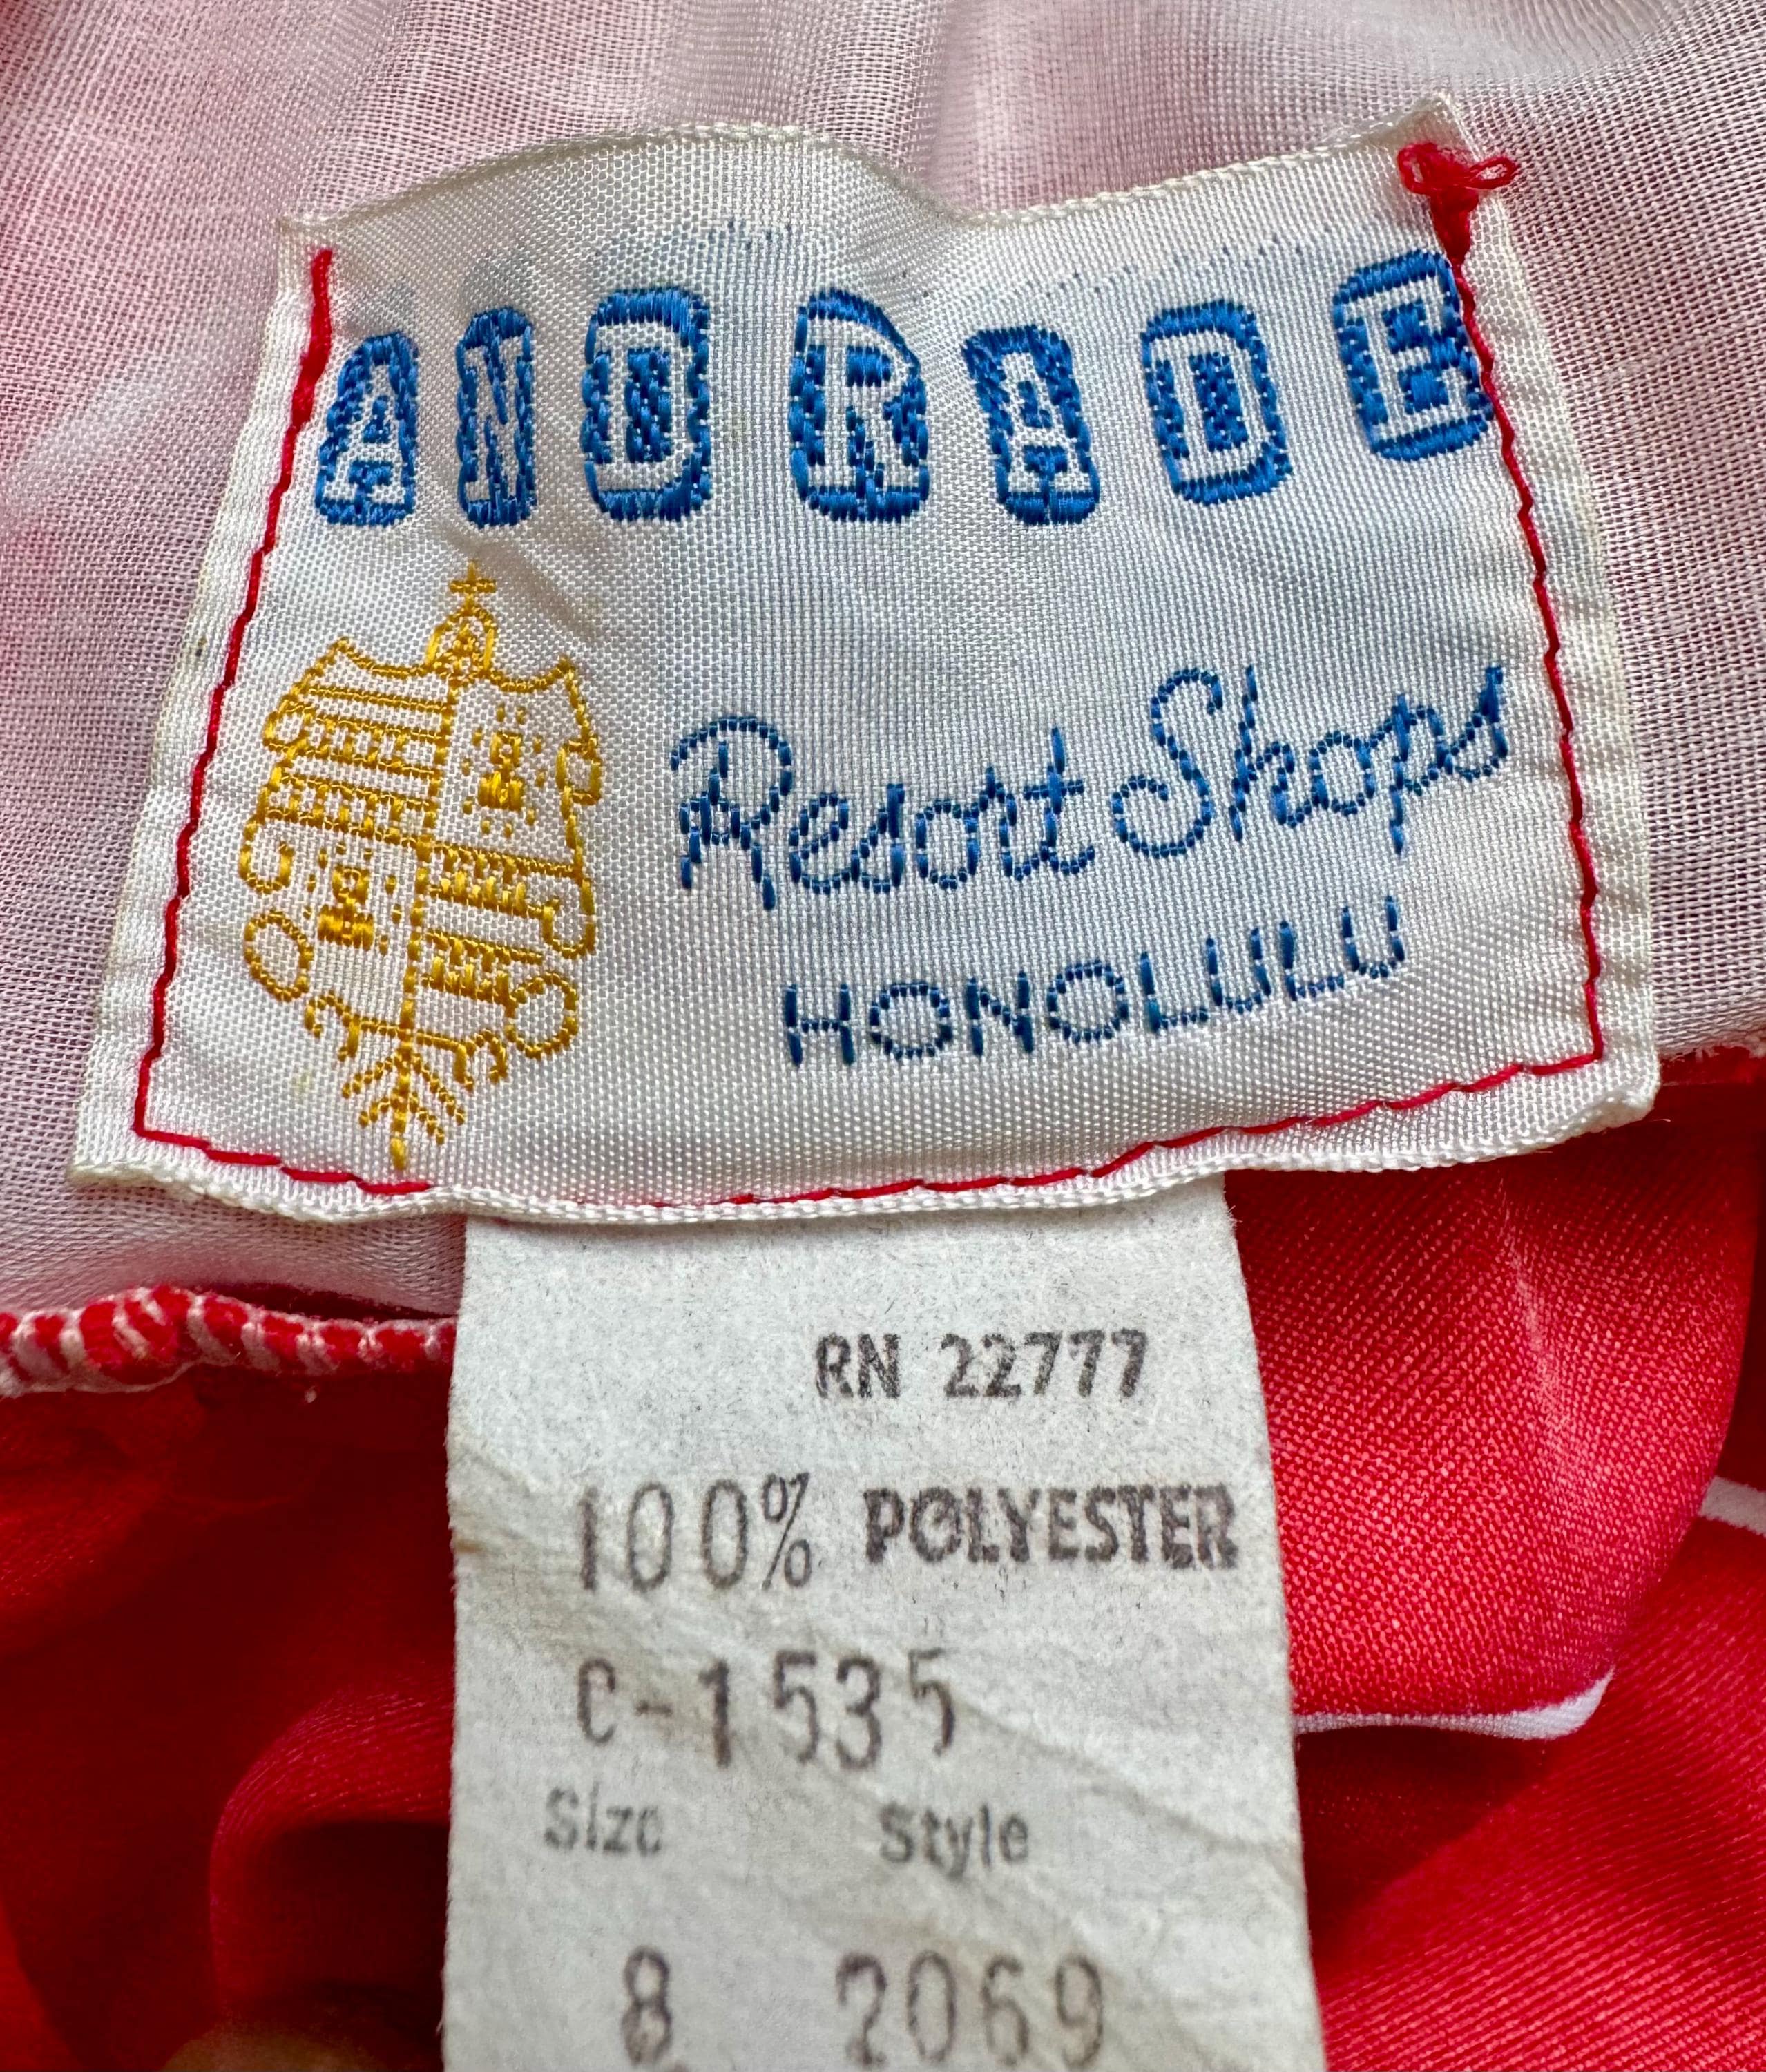 ANDRADE
Resort Shops
HONOLULU
RN 22777
100% POLYESTER
C-1535
Size Style
8 2069